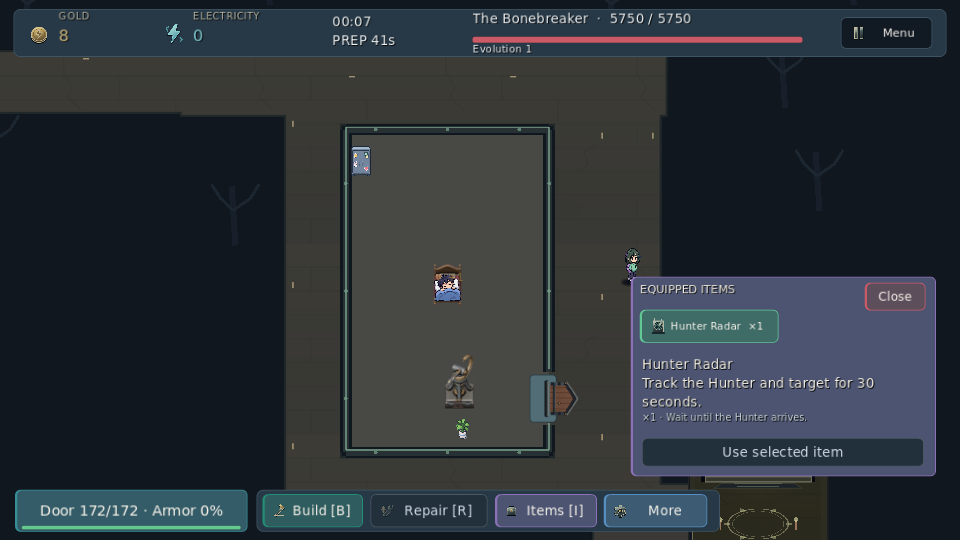 GOLD
8
ELECTRICITY
0
00:07
PREP 41s
The Bonebreaker · 5750 / 5750
Evolution 1
Menu
EQUIPPED ITEMS
Close
Hunter Radar ×1
Hunter Radar
Track the Hunter and target for 30
seconds.
×1 · Wait until the Hunter arrives.
Use selected item
Door 172/172 · Armor 0%
Build [B]
Repair [R]
Items [I]
More